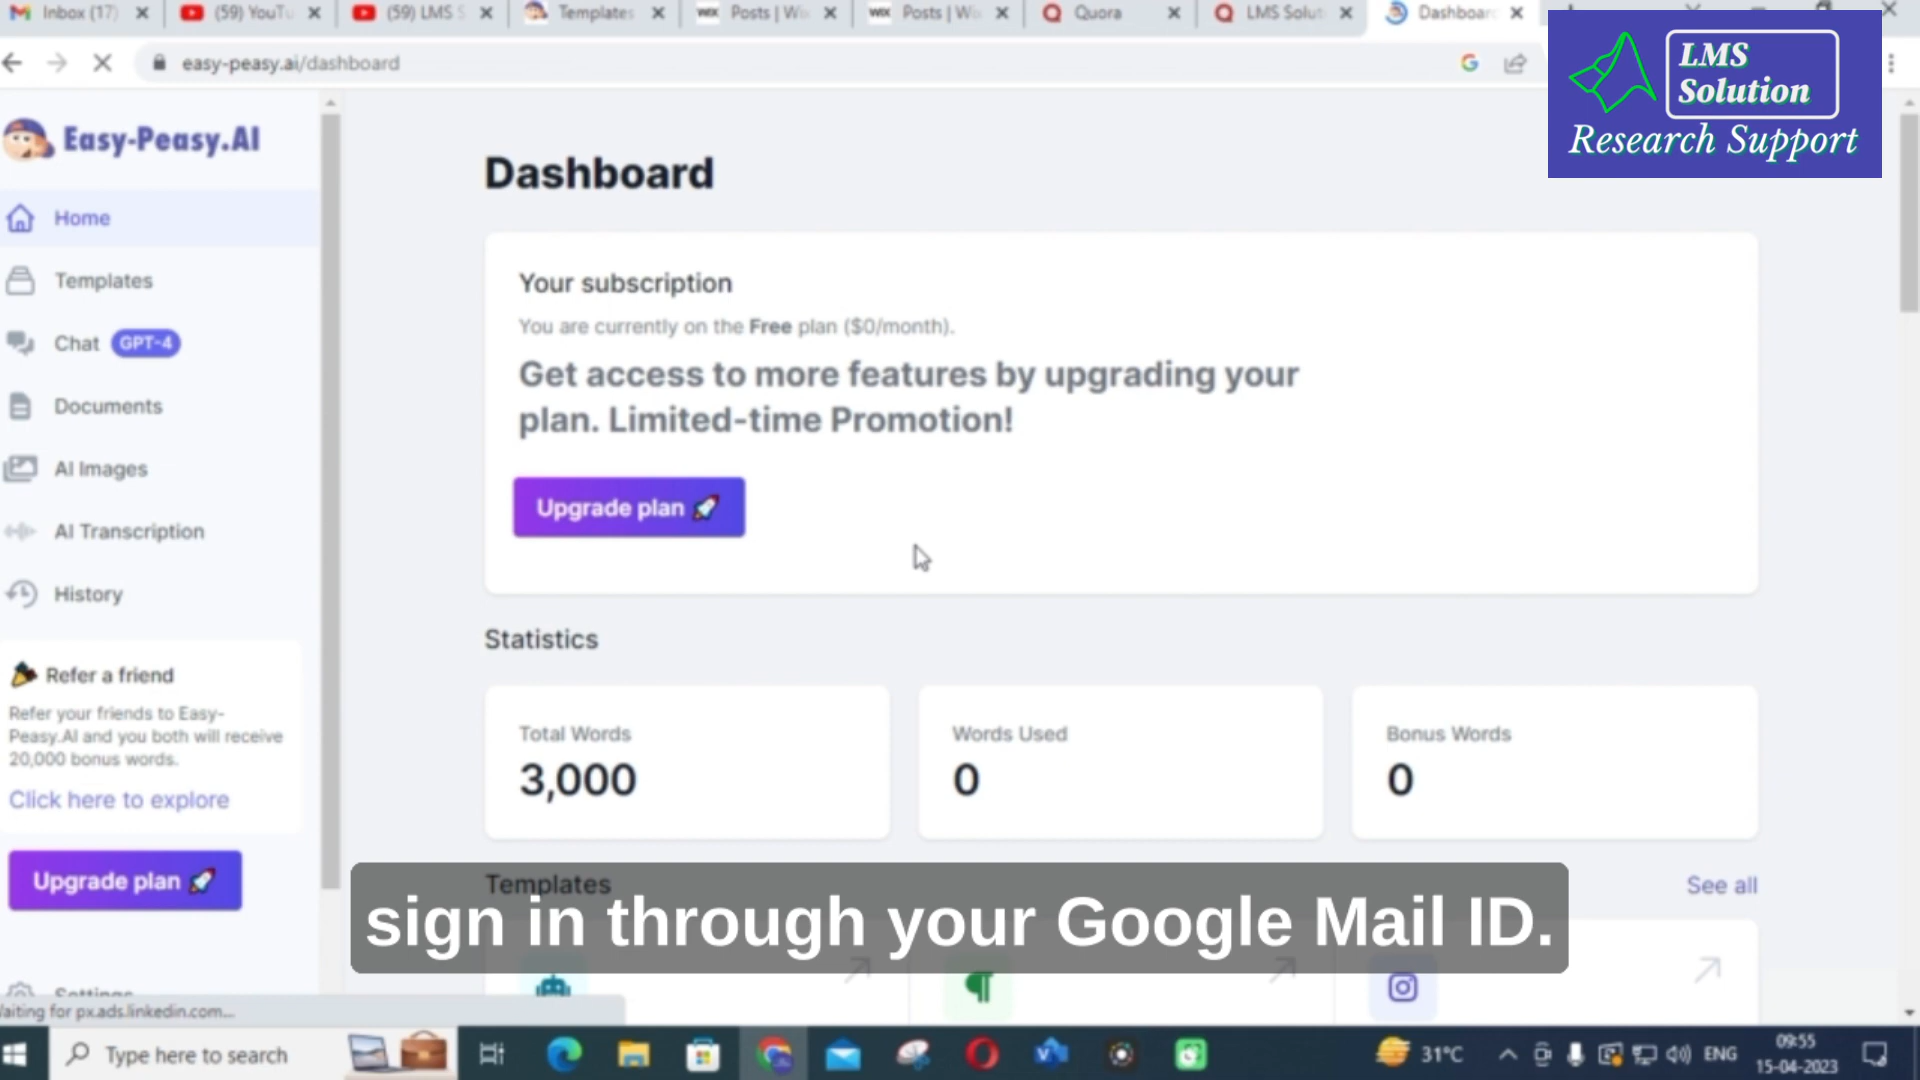 Inbox (17)
(59) YouTu
(59) LMS S
Templates
Posts | Wi
Posts | Wi
Quora
LMS Solut
Dashboar
easy-peasy.ai/dashboard
LMS
Solution
Research Support
Easy-Peasy.AI
Home
Templates
Chat GPT-4
Documents
AI Images
AI Transcription
History
Refer a friend
Refer your friends to Easy-
Peasy.AI and you both will receive
20,000 bonus words.
Click here to explore
Upgrade plan
Settings
Dashboard
Your subscription
You are currently on the Free plan ($0/month).
Get access to more features by upgrading your
plan. Limited-time Promotion!
Upgrade plan
Statistics
Total Words
3,000
Words Used
0
Bonus Words
0
Templates
See all
sign in through your Google Mail ID.
aiting for px.ads.linkedin.com...
Type here to search
31°C
ENG
09:55
15-04-2023